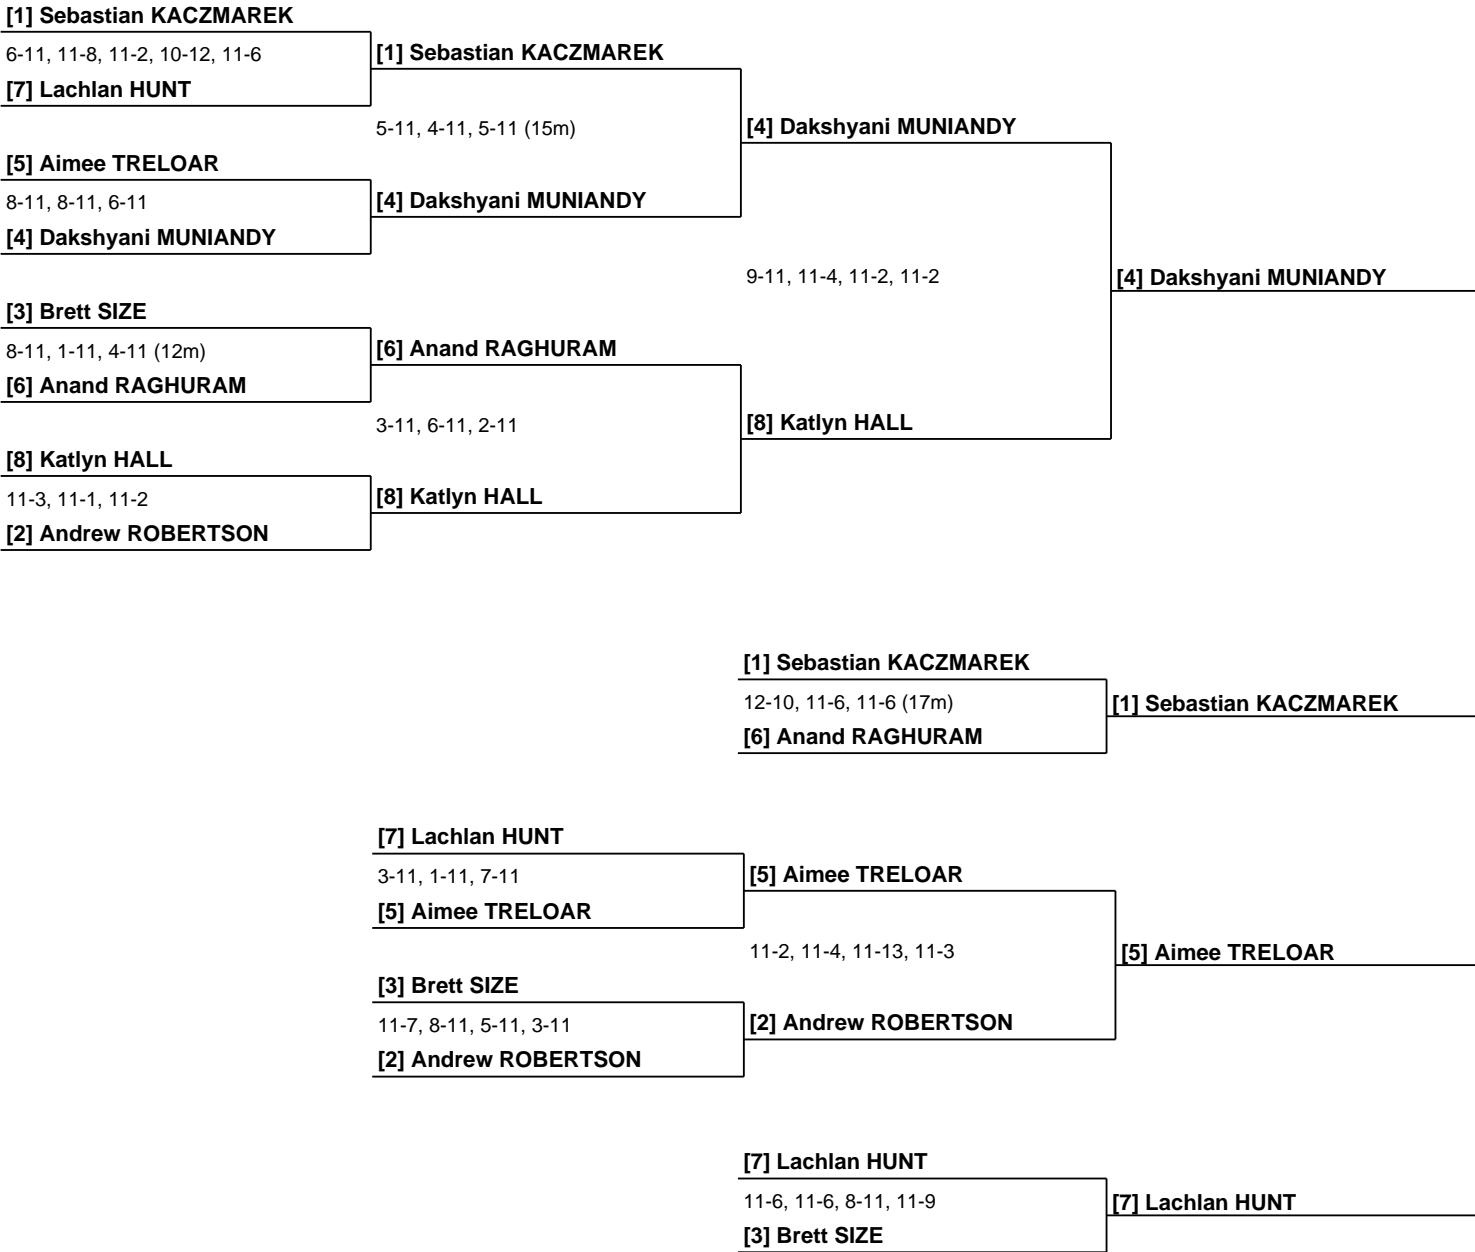 [1] Sebastian KACZMAREK
6-11, 11-8, 11-2, 10-12, 11-6
[1] Sebastian KACZMAREK
[7] Lachlan HUNT
5-11, 4-11, 5-11 (15m)
[4] Dakshyani MUNIANDY
[5] Aimee TRELOAR
8-11, 8-11, 6-11
[4] Dakshyani MUNIANDY
[4] Dakshyani MUNIANDY
9-11, 11-4, 11-2, 11-2
[4] Dakshyani MUNIANDY
[3] Brett SIZE
8-11, 1-11, 4-11 (12m)
[6] Anand RAGHURAM
[6] Anand RAGHURAM
3-11, 6-11, 2-11
[8] Katlyn HALL
[8] Katlyn HALL
11-3, 11-1, 11-2
[8] Katlyn HALL
[2] Andrew ROBERTSON
[1] Sebastian KACZMAREK
12-10, 11-6, 11-6 (17m)
[1] Sebastian KACZMAREK
[6] Anand RAGHURAM
[7] Lachlan HUNT
3-11, 1-11, 7-11
[5] Aimee TRELOAR
[5] Aimee TRELOAR
11-2, 11-4, 11-13, 11-3
[5] Aimee TRELOAR
[3] Brett SIZE
11-7, 8-11, 5-11, 3-11
[2] Andrew ROBERTSON
[2] Andrew ROBERTSON
[7] Lachlan HUNT
11-6, 11-6, 8-11, 11-9
[7] Lachlan HUNT
[3] Brett SIZE